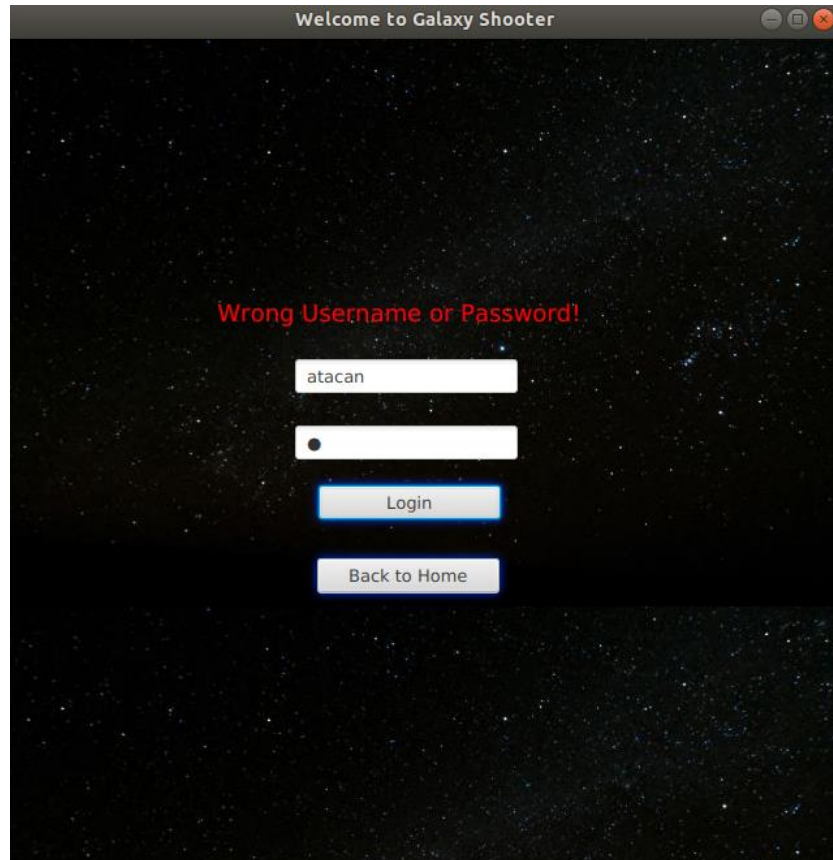 Welcome to Galaxy Shooter
Wrong Username or Password!
atacan
●
Login
Back to Home